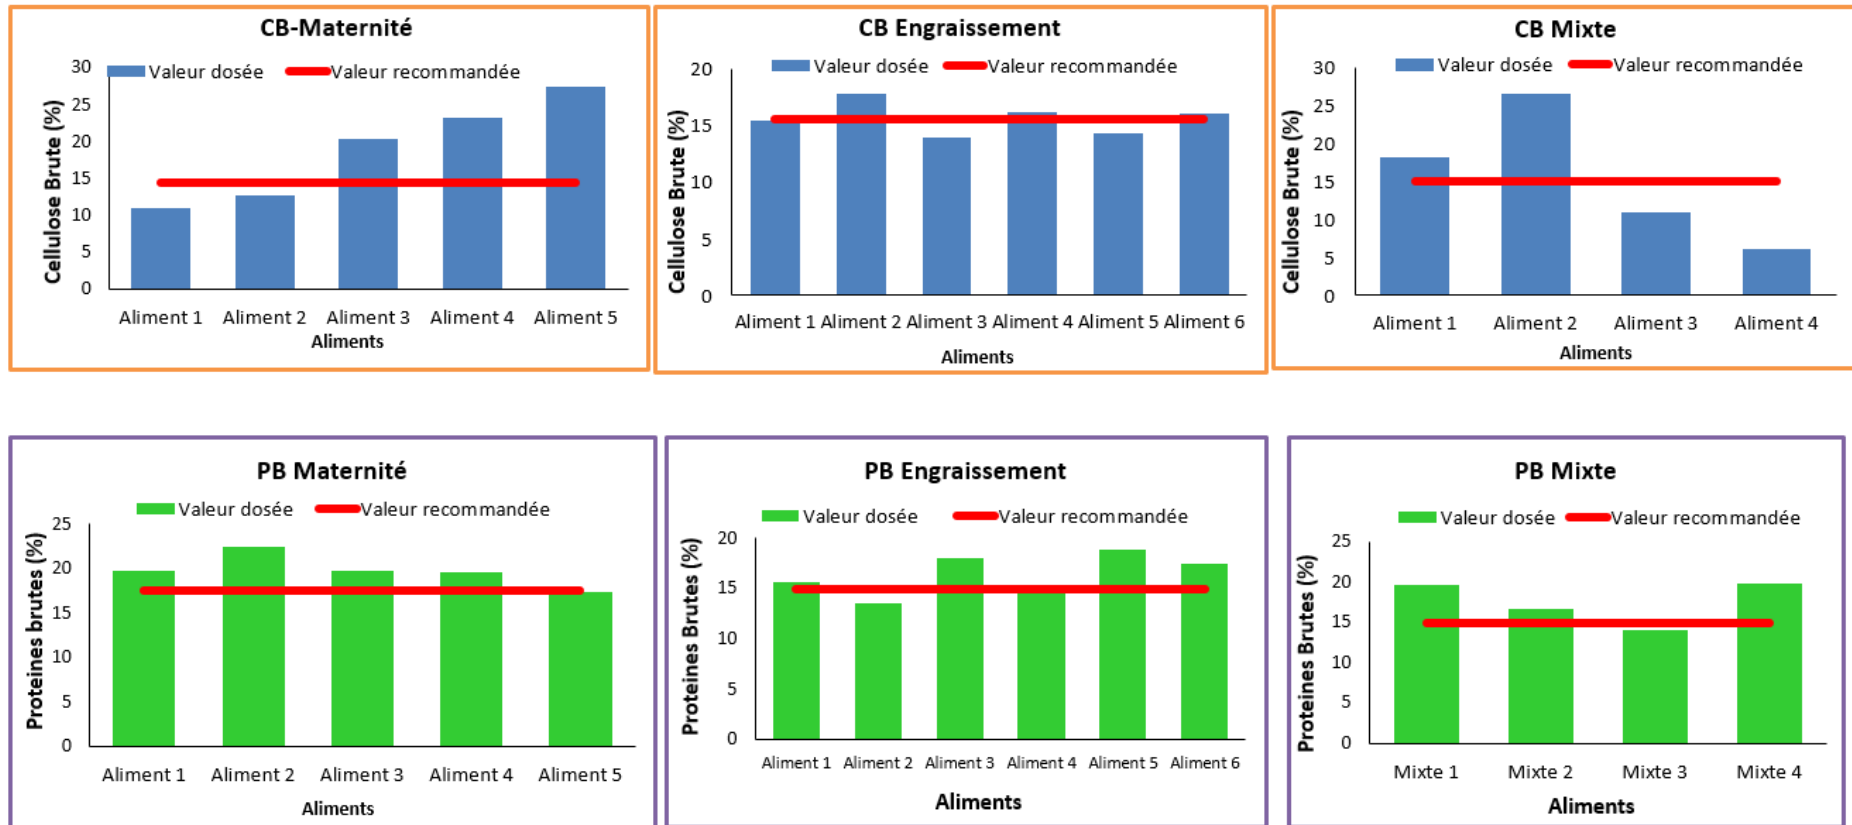 CB-Maternité
Valeur dosée Valeur recommandée
Cellulose Brute (%)
30
25
20
15
10
5
0
Aliment 1 Aliment 2 Aliment 3 Aliment 4 Aliment 5
Aliments
CB Engraissement
Valeur dosée Valeur recommandée
Cellulose Brute (%)
20
15
10
5
0
Aliment 1 Aliment 2 Aliment 3 Aliment 4 Aliment 5 Aliment 6
Aliments
CB Mixte
Valeur dosée Valeur recommandée
Cellulose Brute (%)
30
25
20
15
10
5
0
Aliment 1 Aliment 2 Aliment 3 Aliment 4
Aliments
PB Maternité
Valeur dosée Valeur recommandée
Proteines brutes (%)
25
20
15
10
5
0
Aliment 1 Aliment 2 Aliment 3 Aliment 4 Aliment 5
Aliments
PB Engraissement
Valeur dosée Valeur recommandée
Proteines Brutes (%)
20
15
10
5
0
Aliment 1 Aliment 2 Aliment 3 Aliment 4 Aliment 5 Aliment 6
Aliments
PB Mixte
Valeur dosée Valeur recommandée
Proteines Brutes (%)
25
20
15
10
5
0
Mixte 1 Mixte 2 Mixte 3 Mixte 4
Aliments